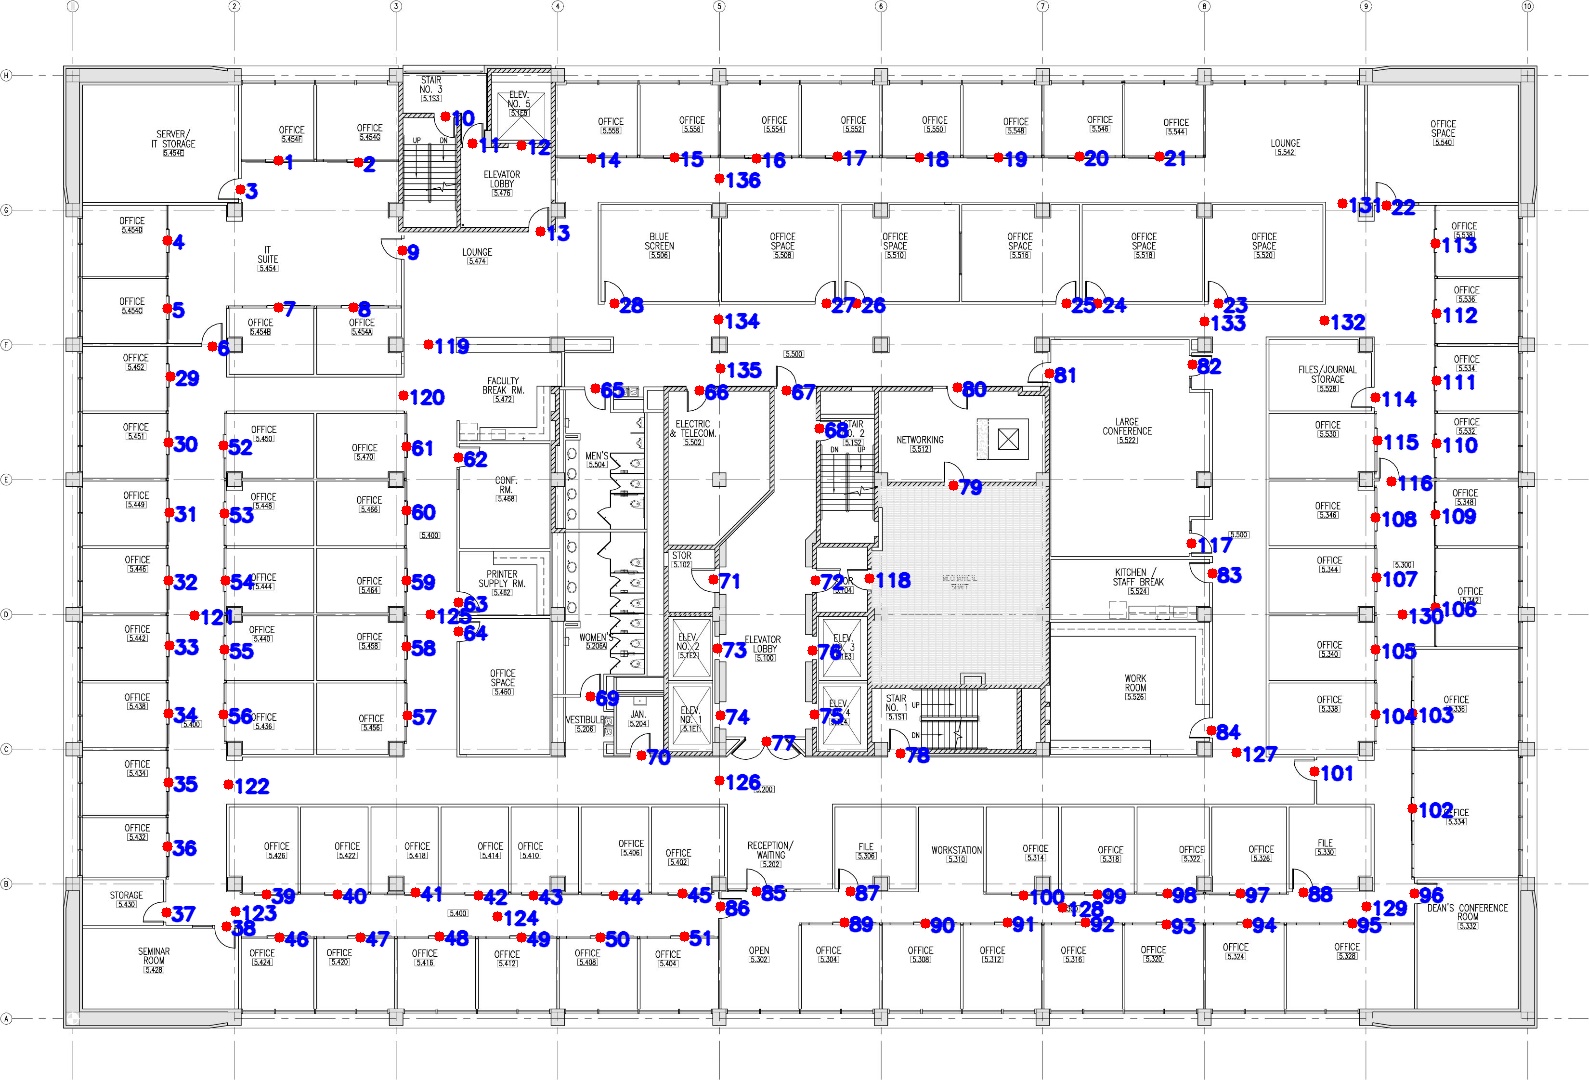 1 2 3 4 5 6 7 8 9 10
H
STAIR
NO. 3
5.1S3
ELEV.
NO. 5
SERVER/
IT STORAGE
5.454E
OFFICE
5.454F
OFFICE
5.454G
UP DN
ELEVATOR
LOBBY
5.476
OFFICE
5.558
OFFICE
5.556
OFFICE
5.554
OFFICE
5.552
OFFICE
5.550
OFFICE
5.548
OFFICE
5.546
OFFICE
5.544
LOUNGE
5.542
OFFICE
SPACE
5.540
10 11 12
1 2 3
14 15 16 17 18 19 20 21
136 131 22
G
OFFICE
5.454D
IT
SUITE
5.454
LOUNGE
5.474
BLUE
SCREEN
5.506
OFFICE
SPACE
5.508
OFFICE
SPACE
5.510
OFFICE
SPACE
5.516
OFFICE
SPACE
5.518
OFFICE
SPACE
5.520
OFFICE
5.538
4 9 13 113
OFFICE
5.454C
OFFICE
5.454B
OFFICE
5.454A
OFFICE
5.536
5 7 8 28 27 26 25 24 23 112
134 133 132
F
6 119
5.500
OFFICE
5.452
FACULTY
BREAK RM.
5.472
FILES/JOURNAL
STORAGE
5.528
OFFICE
5.534
29 120 65 66 135 67 80 81 82 114 111
OFFICE
5.451
OFFICE
5.450
OFFICE
5.470
ELECTRIC
& TELECOM.
5.502
STAIR
NO. 2
5.1S2
NETWORKING
5.512
LARGE
CONFERENCE
5.522
OFFICE
5.530
OFFICE
5.532
30 52 61 62 68 115 110
DN UP
MEN'S
5.504
E
OFFICE
5.449
OFFICE
5.448
OFFICE
5.466
CONF.
RM.
5.468
OFFICE
5.346
OFFICE
5.348
31 53 60 79 116 108 109
5.400
5.500
OFFICE
5.446
OFFICE
5.444
OFFICE
5.464
PRINTER
SUPPLY RM.
5.462
STOR
5.102
MECHANICAL
SHAFT
KITCHEN /
STAFF BREAK
5.524
OFFICE
5.344
5.300
OFFICE
32 54 59 63 71 72 118 117 83 107 106
D
121 125 130
OFFICE
5.442
OFFICE
5.440
OFFICE
5.458
WOMEN'S
5.206A
ELEV.
NO. 2
5.1E2
ELEVATOR
LOBBY
5.100
ELEV.
NO. 3
OFFICE
5.340
33 55 58 64 73 76 105
OFFICE
5.438
OFFICE
5.436
OFFICE
5.456
OFFICE
SPACE
5.460
VESTIBULE
5.206
JAN.
5.204
ELEV.
NO. 1
5.1E1
STAIR
NO. 1
5.1S1
UP
DN
WORK
ROOM
5.526
OFFICE
5.338
OFFICE
5.336
5.400
34 56 57 69 74 75 84 104 103
C
70 77 78 127
OFFICE
5.434
35 122 126 101
5.200
OFFICE
5.432
OFFICE
5.426
OFFICE
5.422
OFFICE
5.418
OFFICE
5.414
OFFICE
5.410
OFFICE
5.406
OFFICE
5.402
RECEPTION/
WAITING
5.202
FILE
5.306
WORKSTATION
5.310
OFFICE
5.314
OFFICE
5.318
OFFICE
5.322
OFFICE
5.326
FILE
5.330
OFFICE
5.334
36 102
B
STORAGE
5.430
39 40 41 42 43 44 45 85 87 100 99 98 97 88 96
37 123 124 86 128 129
5.400
38 46 47 48 49 50 51 89 90 91 92 93 94 95
DEAN'S CONFERENCE
ROOM
5.332
SEMINAR
ROOM
5.428
OFFICE
5.424
OFFICE
5.420
OFFICE
5.416
OFFICE
5.412
OFFICE
5.408
OFFICE
5.404
OPEN
5.302
OFFICE
5.304
OFFICE
5.308
OFFICE
5.312
OFFICE
5.316
OFFICE
5.320
OFFICE
5.324
OFFICE
5.328
A